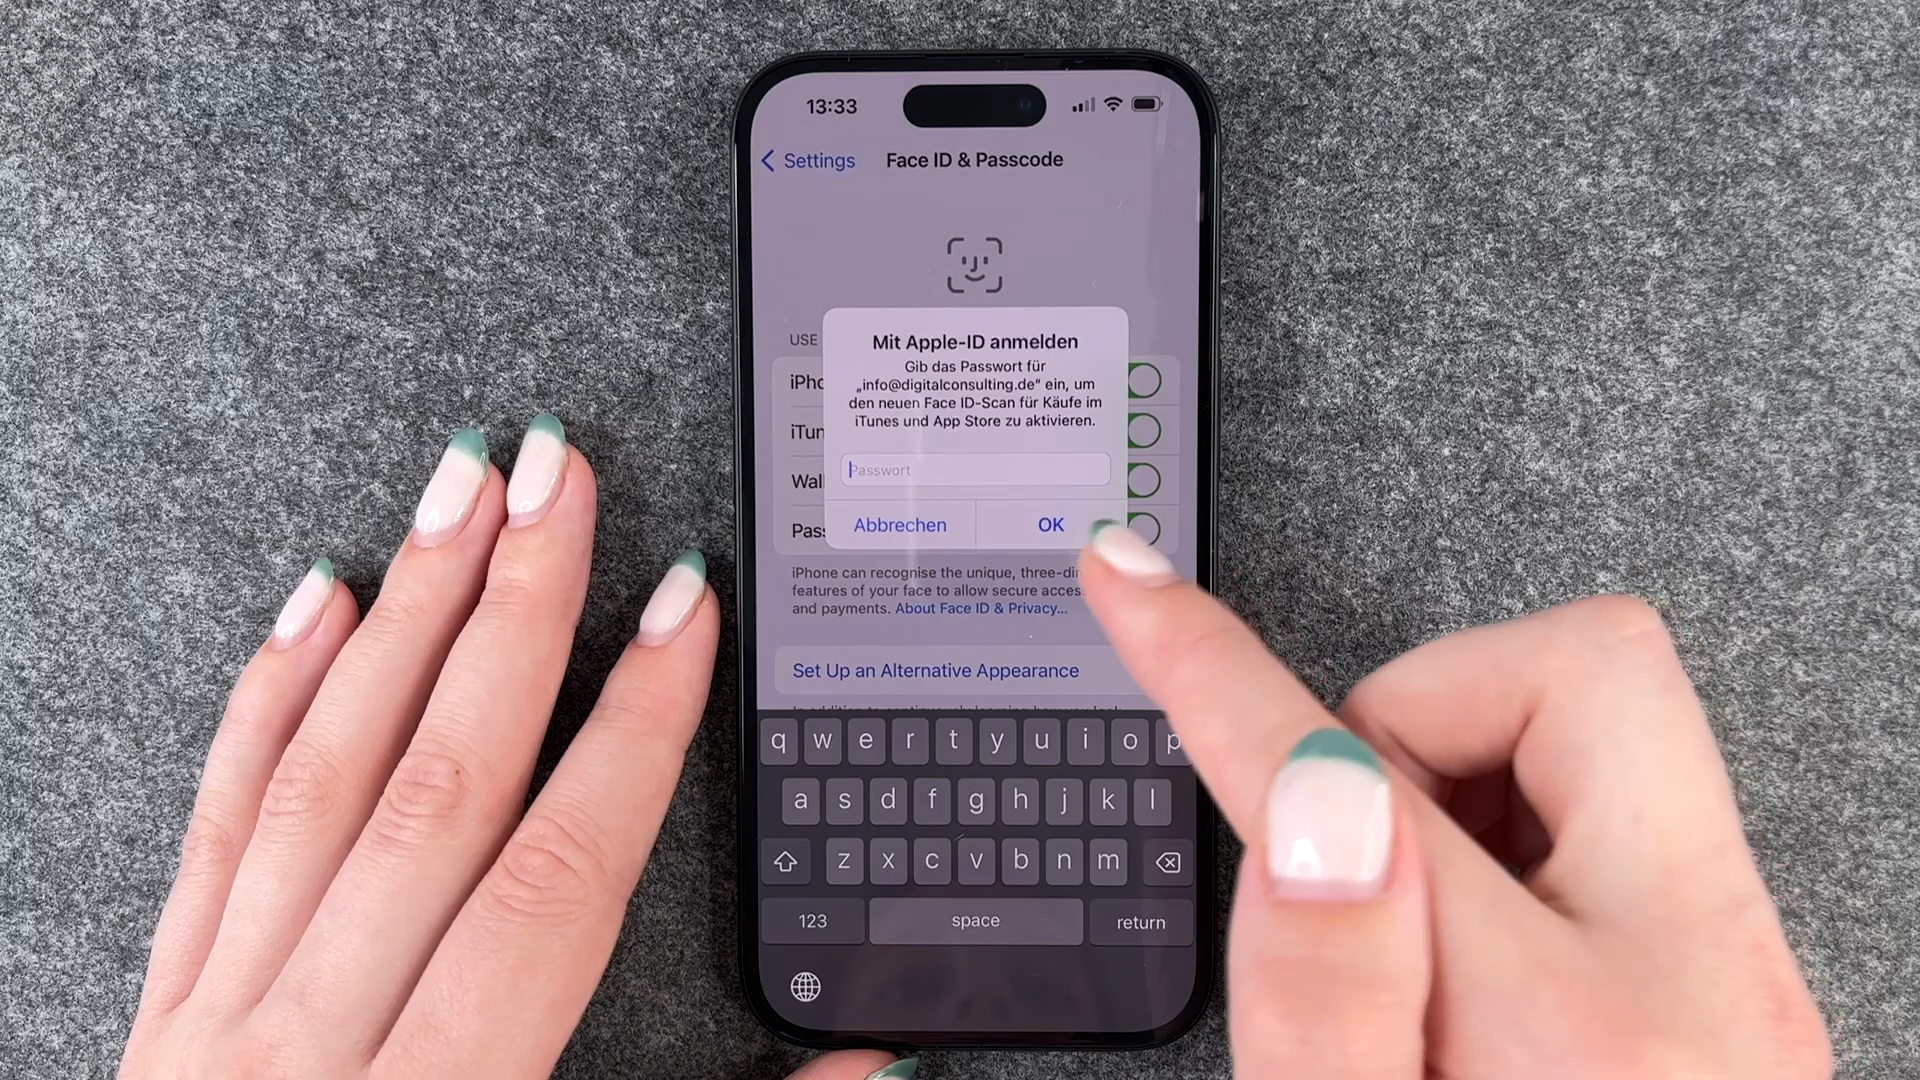 13:33
Settings
Face ID & Passcode
USE
Mit Apple-ID anmelden
Gib das Passwort für
„info@digitalconsulting.de“ ein, um
den neuen Face ID-Scan für Käufe im
iTunes und App Store zu aktivieren.
Passwort
Abbrechen
OK
iPhone can recognise the unique,
features of your face to allow secure
and payments. About Face ID & Privacy...
Set Up an Alternative Appearance
q w e r t y u i o p
a s d f g h j k l
z x c v b n m
123
space
return